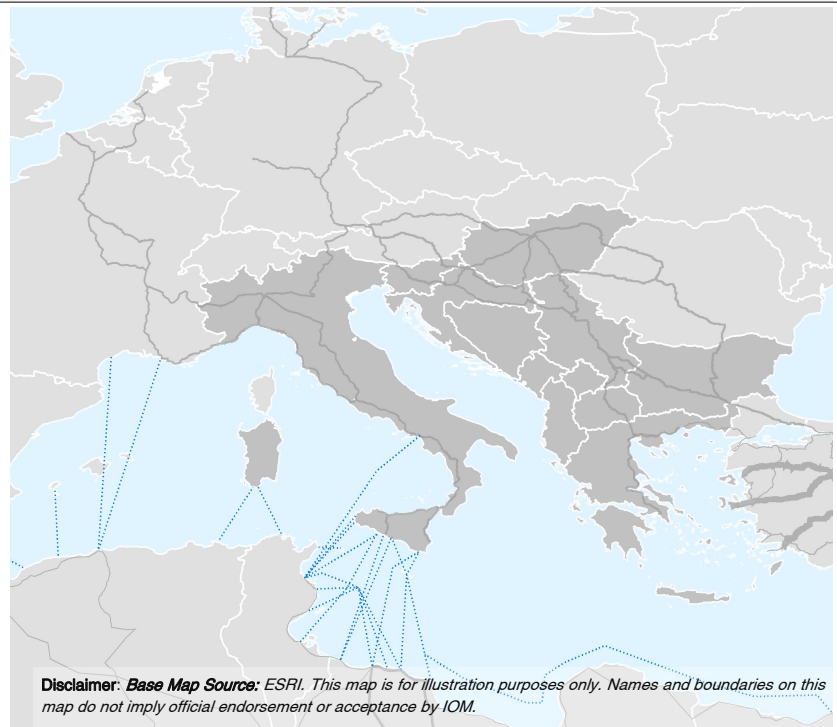 Disclaimer: Base Map Source: ESRI. This map is for illustration purposes only. Names and boundaries on this
map do not imply official endorsement or acceptance by IOM.